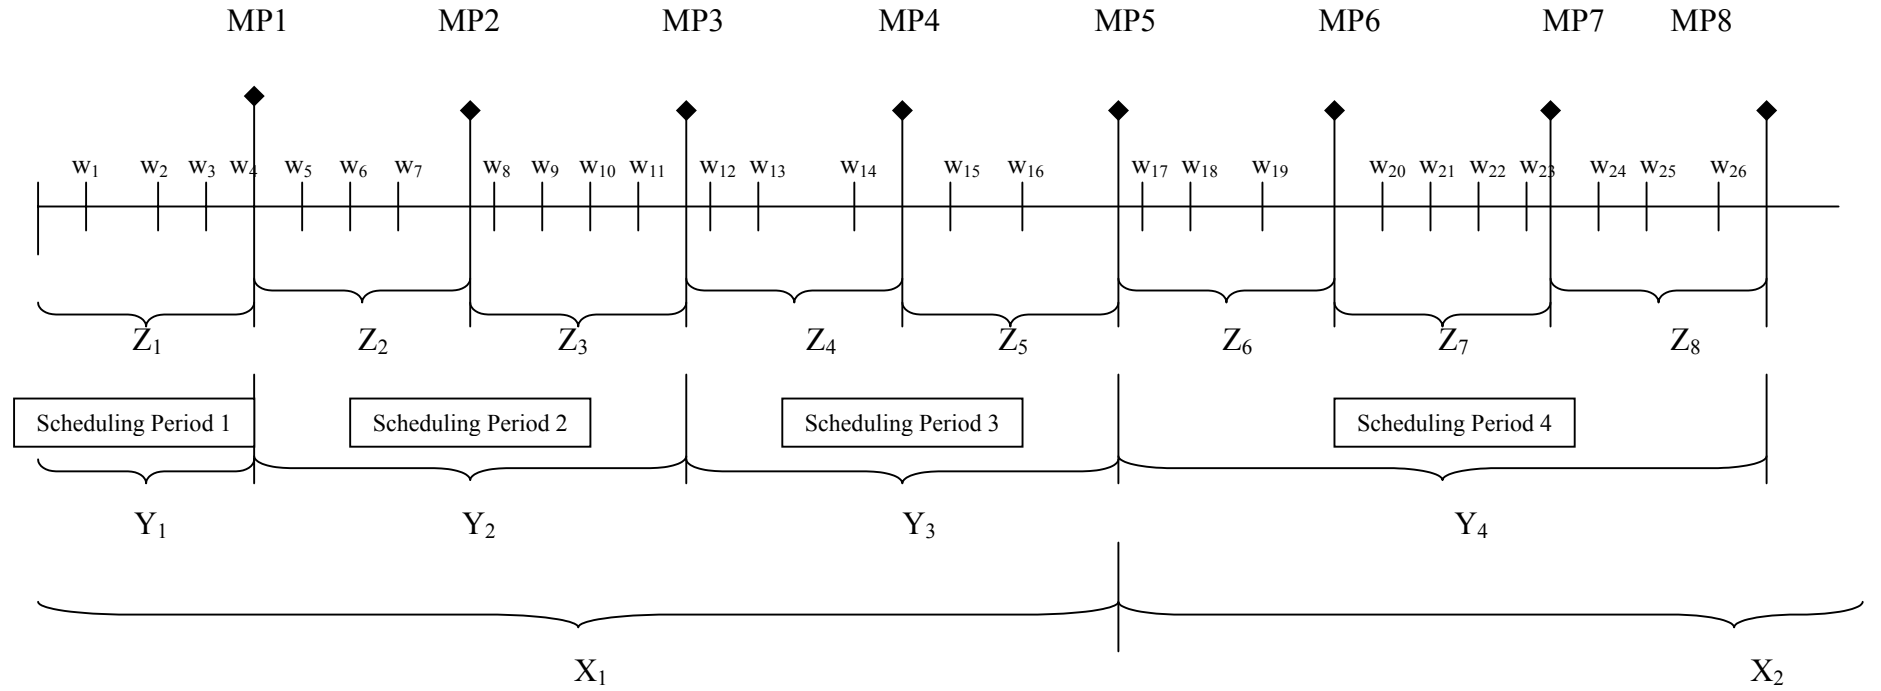 MP1 MP2 MP3 MP4 MP5 MP6 MP7 MP8
w1 w2 w3 w4 w5 w6 w7 w8 w9 w10 w11 w12 w13 w14 w15 w16 w17 w18 w19 w20 w21 w22 w23 w24 w25 w26
Z1 Z2 Z3 Z4 Z5 Z6 Z7 Z8
Scheduling Period 1 Scheduling Period 2 Scheduling Period 3 Scheduling Period 4
Y1 Y2 Y3 Y4
X1 X2